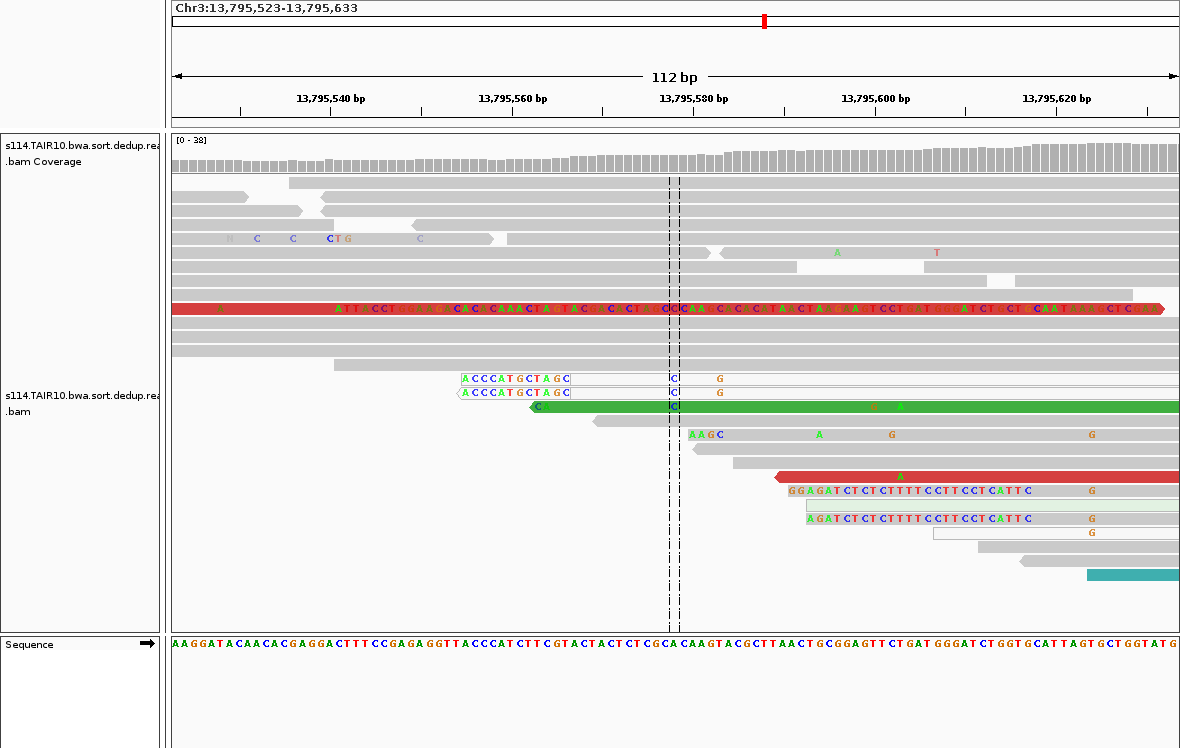 Chr3:13,795,523-13,795,633
112 bp
13,795,540 bp 13,795,560 bp 13,795,580 bp 13,795,600 bp 13,795,620 bp
s114.TAIR10.bwa.sort.dedup.rea
.bam Coverage
[0 - 38]
C C CTG C
A T
ACCCATGCTAGC C G
ACCCATGCTAGC C G
s114.TAIR10.bwa.sort.dedup.rea
.bam
C C A
AAGC A G G
A
GGAGATCTCTCTTTTCCTTCCTCATTC G
AGATCTCTCTTTTCCTTCCTCATTC G
G
Sequence
AAGGATACAACACGAGGACTTTCCGAGAGGTTACCCATCTTCGTACTACTCTCGCACAAGTACGCTTAACTGCGGAGTTCTGATGGGATCTGGTGCATTAGTGCTGGTATG